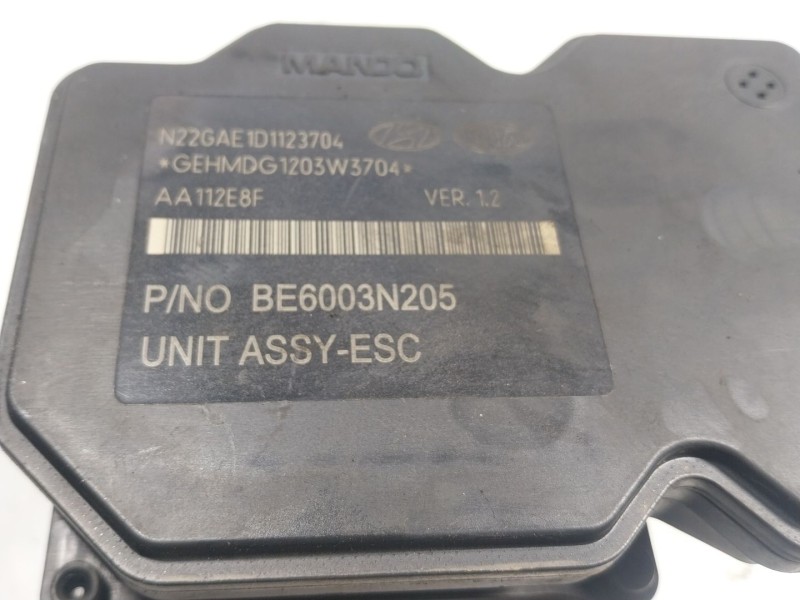 MANDO
N22GAE1D1123704
*GEHMDG1203W3704*
AA112E8F VER. 1.2
P/NO BE6003N205
UNIT ASSY-ESC